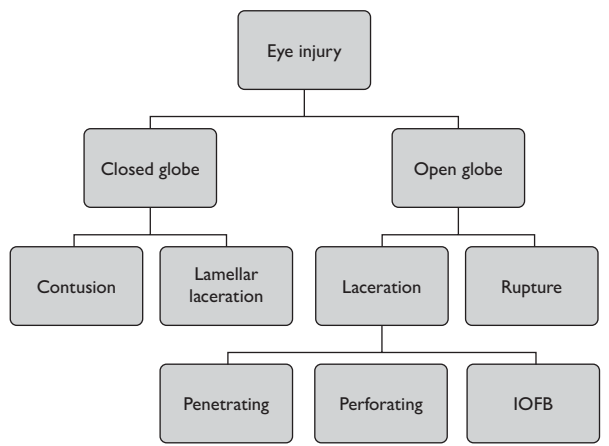 Eye injury
Closed globe
Open globe
Contusion
Lamellar
laceration
Laceration
Rupture
Penetrating
Perforating
IOFB